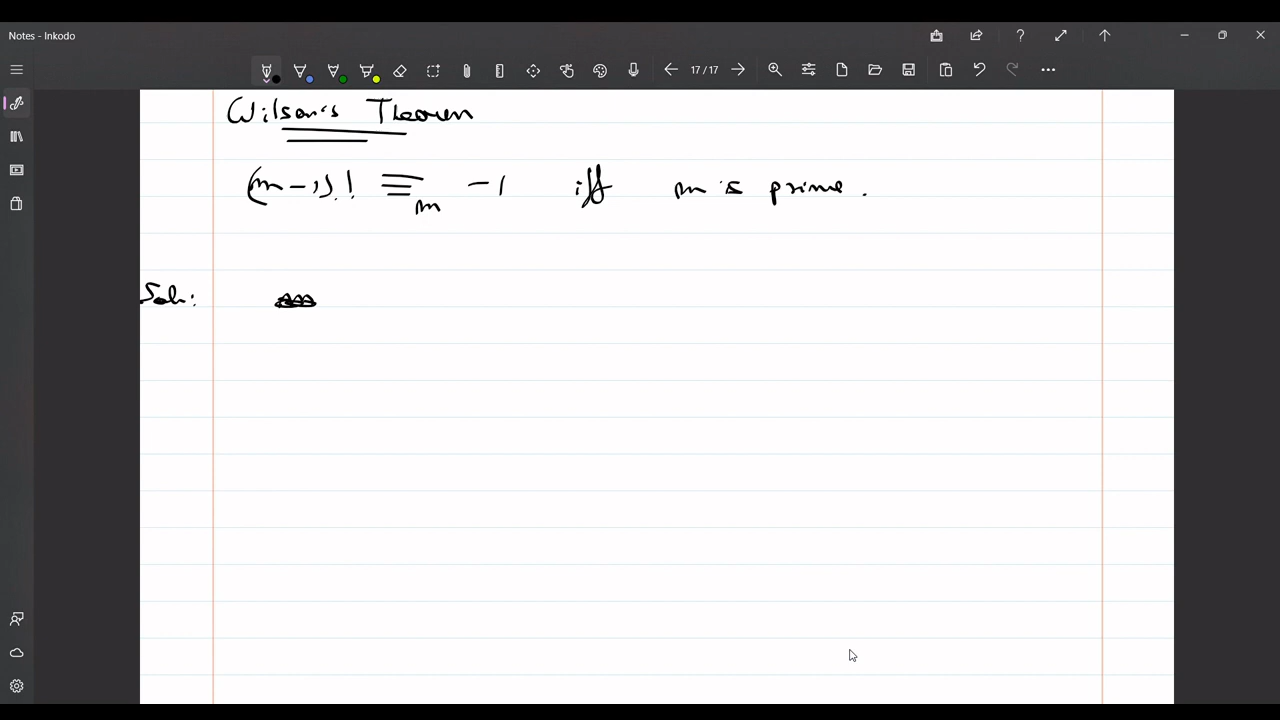 Notes - Inkodo
17/17
Wilson's Theorem
(m-1)! ≡m -1 iff m is prime.
Soln: